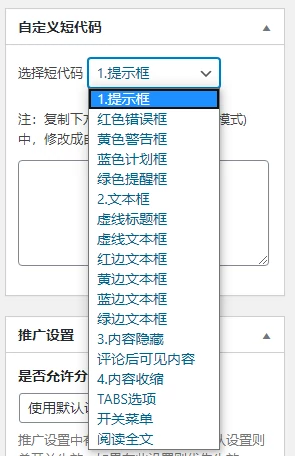 自定义短代码
选择短代码 1.提示框
1.提示框
注：复制下 红色错误框 模式)
中，修改成 黄色警告框
蓝色计划框
绿色提醒框
2.文本框
虚线标题框
虚线文本框
红边文本框
黄边文本框
蓝边文本框
绿边文本框
推广设置 3.内容隐藏
评论后可见内容
是否允许分 4.内容收缩
使用默认 TABS选项
开关菜单
推广设置中 阅读全文 认设置则